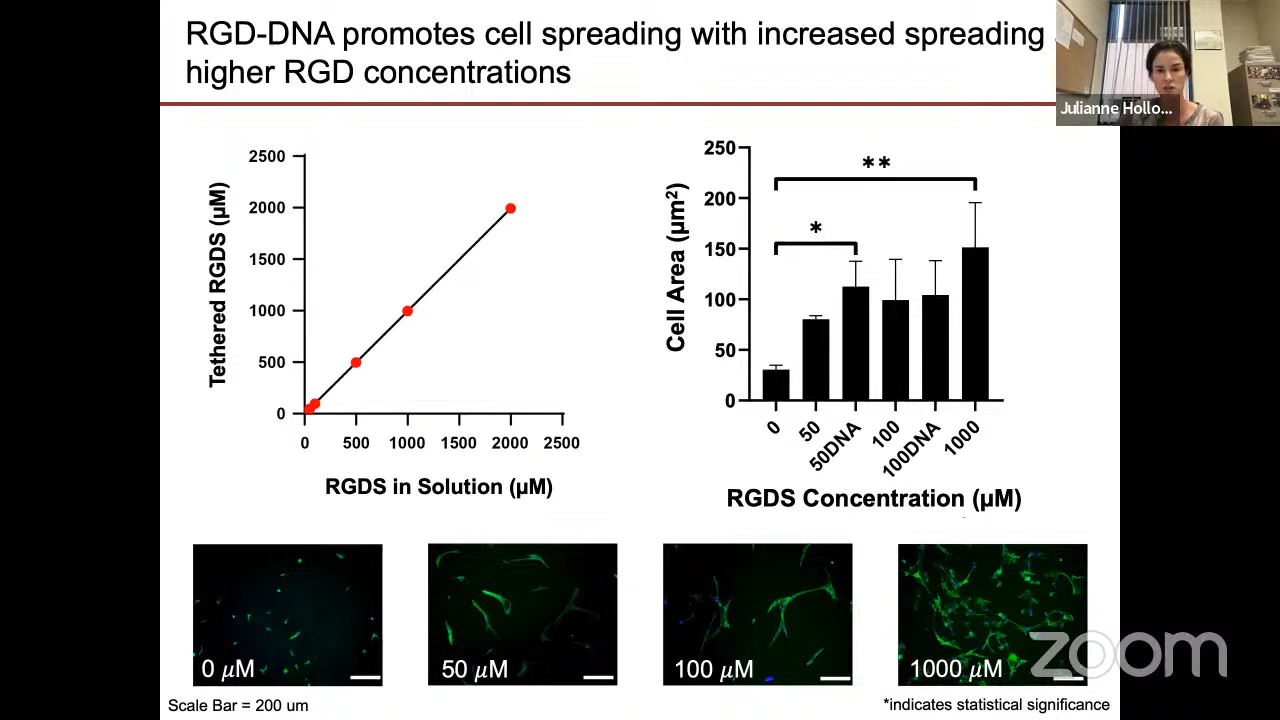 RGD-DNA promotes cell spreading with increased spreading
higher RGD concentrations
Julianne Hollo...
Tethered RGDS (µM)
2500
2000
1500
1000
500
0
0 500 1000 1500 2000 2500
RGDS in Solution (µM)
Cell Area (µm²)
250
200
150
100
50
0
**
*
0 50 50DNA 100 100DNA 1000
RGDS Concentration (µM)
0 µM
50 µM
100 µM
1000 µM
zoom
Scale Bar = 200 um
*indicates statistical significance